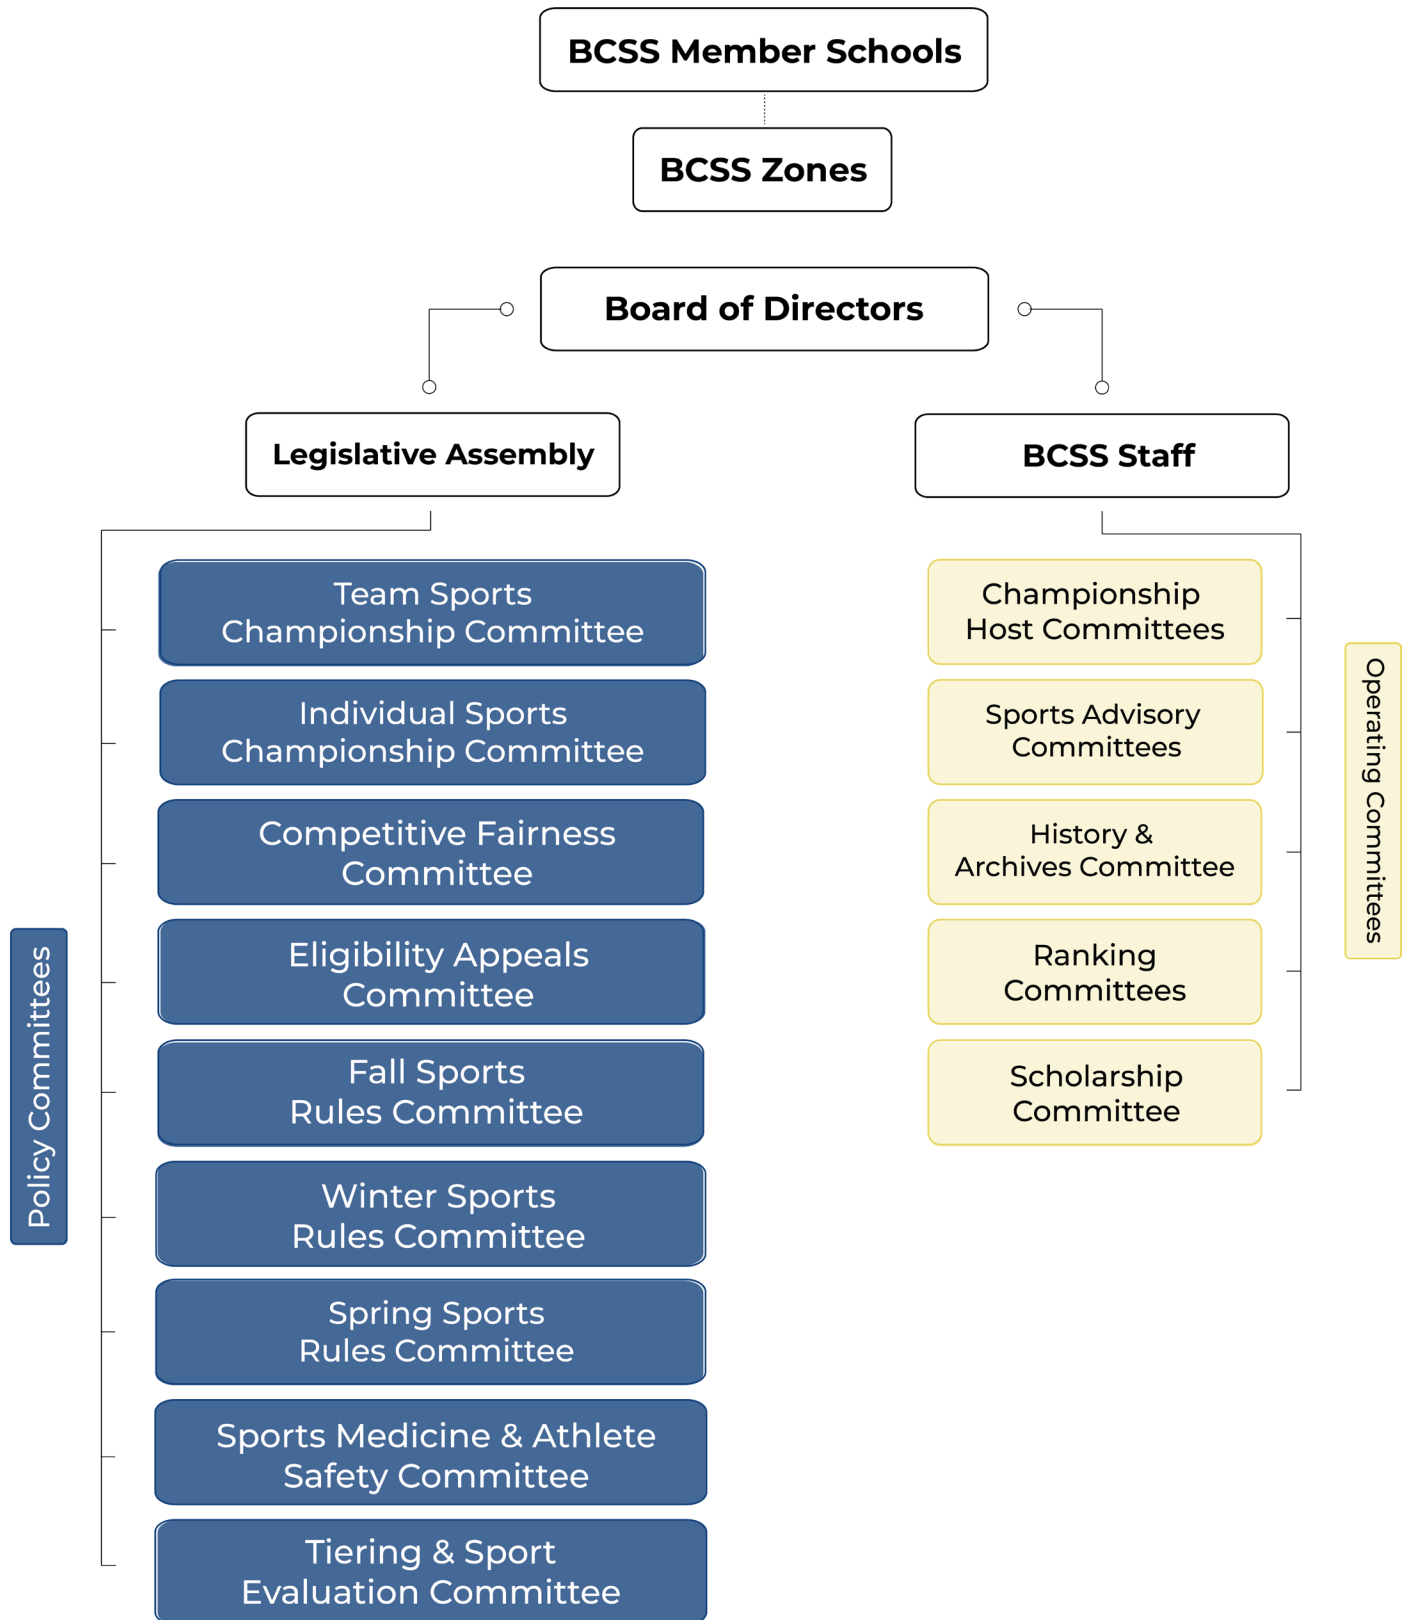 BCSS Member Schools
BCSS Zones
Board of Directors
Legislative Assembly
BCSS Staff
Policy Committees
Team Sports
Championship Committee
Individual Sports
Championship Committee
Competitive Fairness
Committee
Eligibility Appeals
Committee
Fall Sports
Rules Committee
Winter Sports
Rules Committee
Spring Sports
Rules Committee
Sports Medicine & Athlete
Safety Committee
Tiering & Sport
Evaluation Committee
Championship
Host Committees
Sports Advisory
Committees
History &
Archives Committee
Ranking
Committees
Scholarship
Committee
Operating Committees